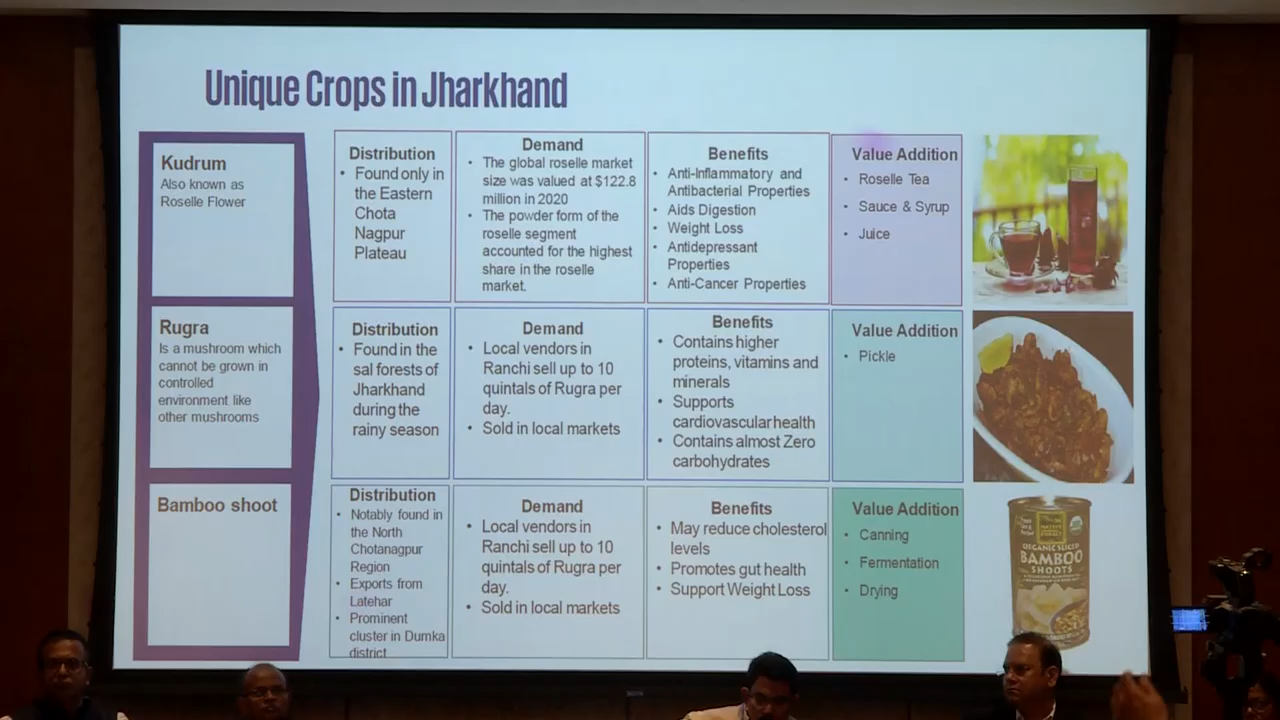 Unique Crops in Jharkhand
Kudrum
Also known as
Roselle Flower
Distribution
• Found only in
the Eastern
Chota
Nagpur
Plateau
Demand
• The global roselle market
size was valued at $122.8
million in 2020
• The powder form of the
roselle segment
accounted for the highest
share in the roselle
market.
Benefits
• Anti-Inflammatory and
Antibacterial Properties
• Aids Digestion
• Weight Loss
• Antidepressant
Properties
• Anti-Cancer Properties
Value Addition
• Roselle Tea
• Sauce & Syrup
• Juice
Rugra
Is a mushroom which
cannot be grown in
controlled
environment like
other mushrooms
Distribution
• Found in the
sal forests of
Jharkhand
during the
rainy season
Demand
• Local vendors in
Ranchi sell up to 10
quintals of Rugra per
day.
• Sold in local markets
Benefits
• Contains higher
proteins, vitamins and
minerals
• Supports
cardiovascular health
• Contains almost Zero
carbohydrates
Value Addition
• Pickle
Bamboo shoot
Distribution
• Notably found in
the North
Chotanagpur
Region
• Exports from
Latehar
• Prominent
cluster in Dumka
district
Demand
• Local vendors in
Ranchi sell up to 10
quintals of Rugra per
day.
• Sold in local markets
Benefits
• May reduce cholesterol
levels
• Promotes gut health
• Support Weight Loss
Value Addition
• Canning
• Fermentation
• Drying
ORGANIC SLICED
BAMBOO
SHOOTS